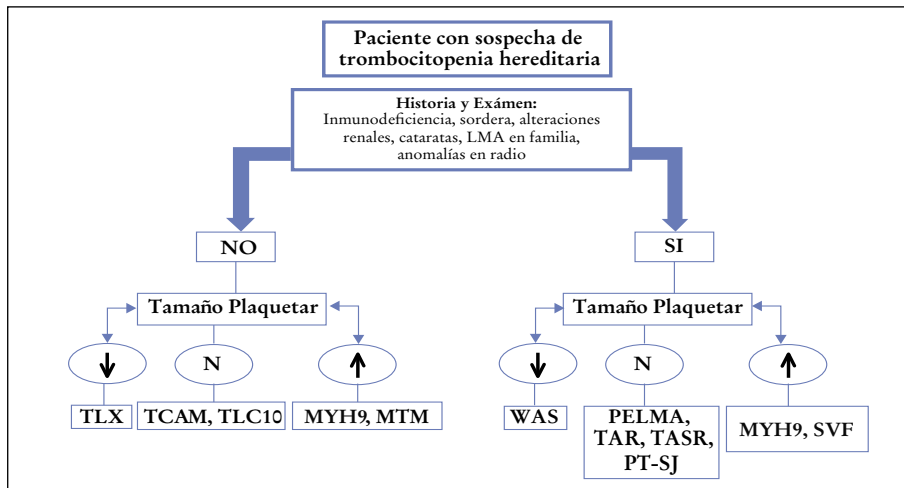 Paciente con sospecha de
trombocitopenia hereditaria
Historia y Exámen:
Inmunodeficiencia, sordera, alteraciones
renales, cataratas, LMA en familia,
anomalías en radio
NO
Tamaño Plaquetar
N
TLX
TCAM, TLC10
MYH9, MTM
SI
Tamaño Plaquetar
N
WAS
PELMA,
TAR, TASR,
PT-SJ
MYH9, SVF